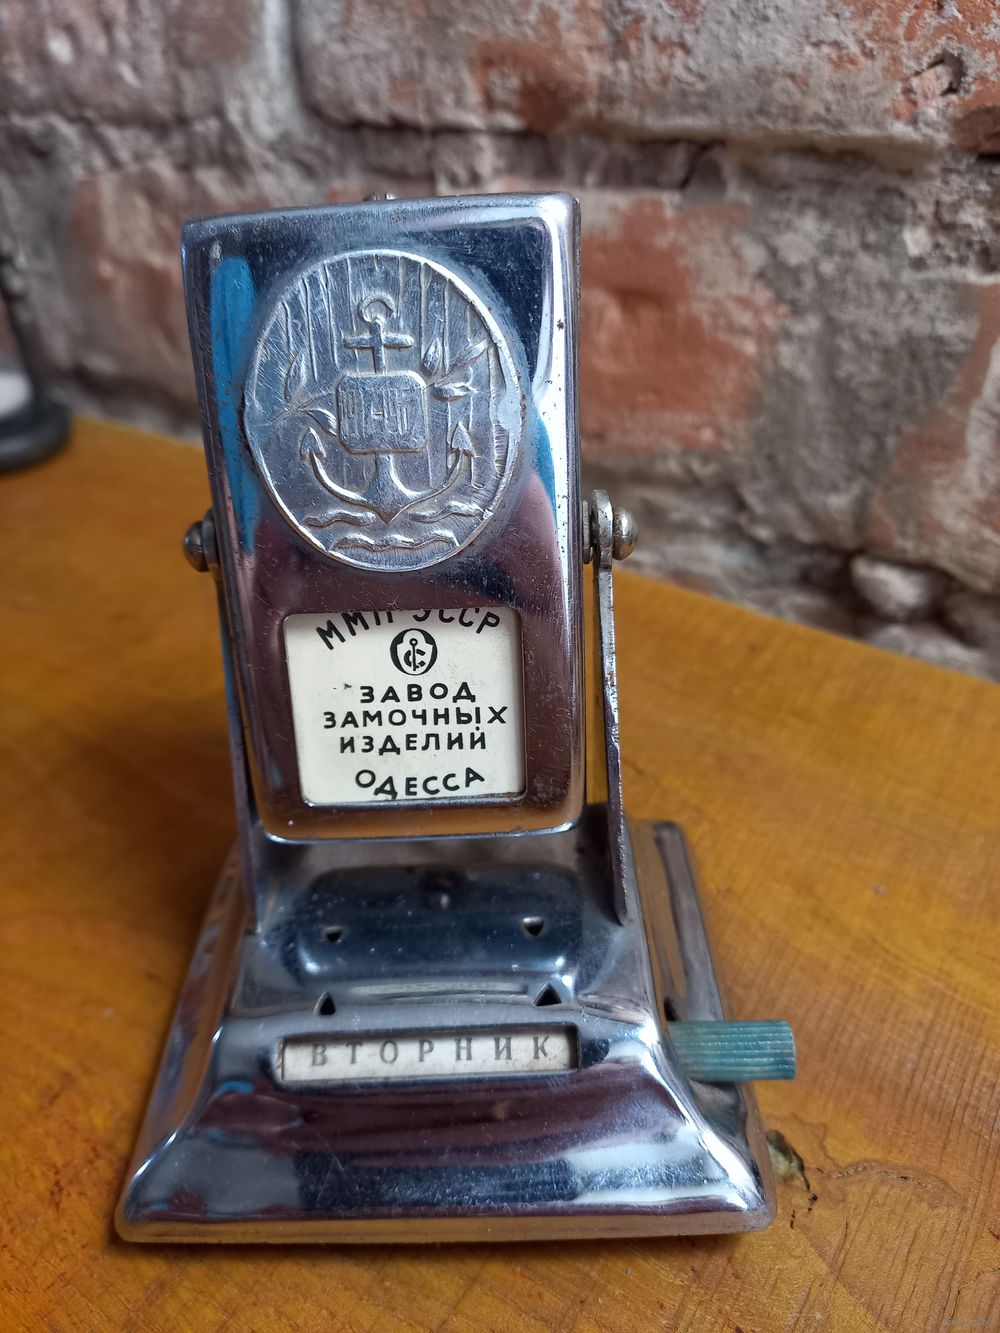 ММП УССР
ЗАВОД
ЗАМОЧНЫХ
ИЗДЕЛИЙ
ОДЕССА
ВТОРНИК